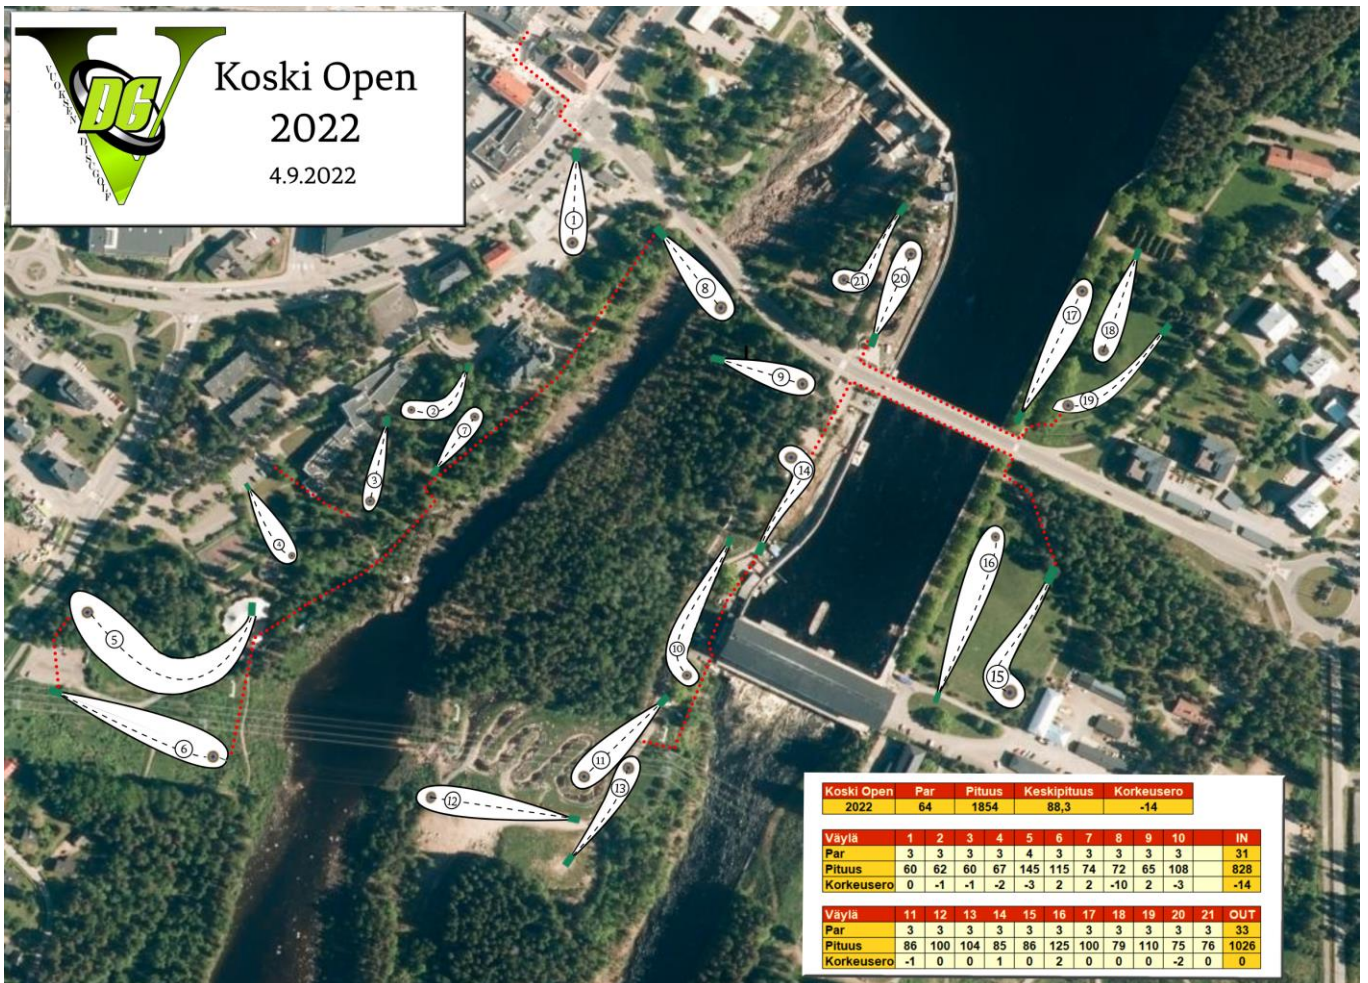 VUOKSEN DISCGOLF
DG
Koski Open
2022
4.9.2022
1
8
21
20
17
18
9
19
2
7
3
14
4
16
5
10
15
6
11
13
12
Koski Open Par Pituus Keskipituus Korkeusero
2022 64 1854 88,3 -14
Väylä 1 2 3 4 5 6 7 8 9 10 IN
Par 3 3 3 3 4 3 3 3 3 3 31
Pituus 60 62 60 67 145 115 74 72 65 108 828
Korkeusero 0 -1 -1 -2 -3 2 2 -10 2 -3 -14
Väylä 11 12 13 14 15 16 17 18 19 20 21 OUT
Par 3 3 3 3 3 3 3 3 3 3 3 33
Pituus 86 100 104 85 86 125 100 79 110 75 76 1026
Korkeusero -1 0 0 1 0 2 0 0 0 -2 0 0